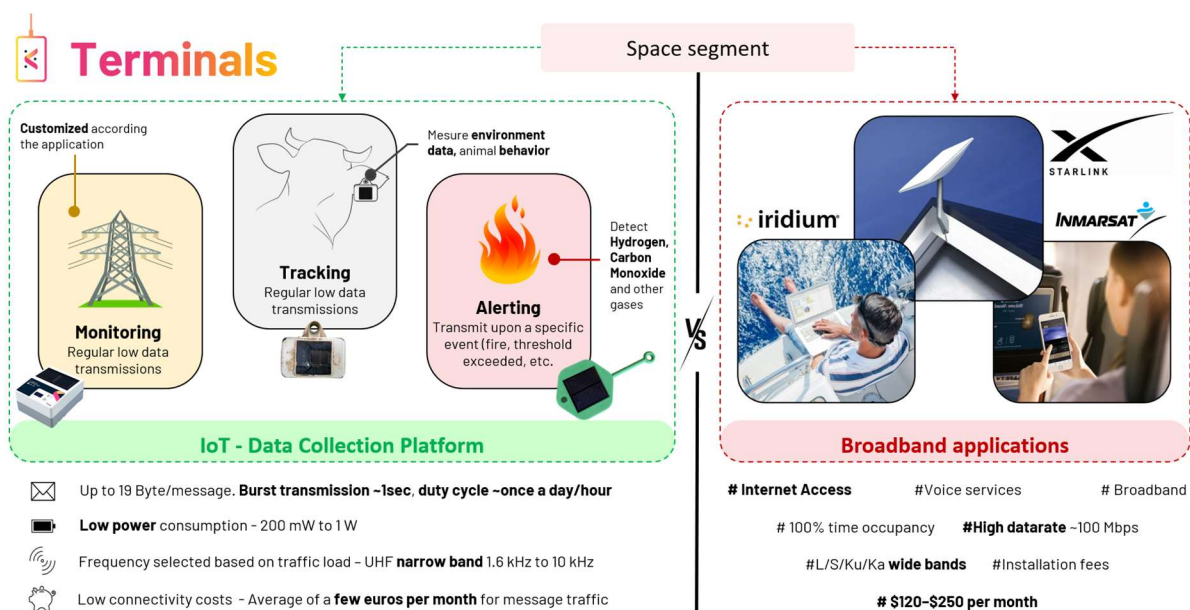 Terminals
Space segment
Customized according
the application
Mesure environment
data, animal behavior
Tracking
Regular low data
transmissions
Monitoring
Regular low data
transmissions
Alerting
Transmit upon a specific
event (fire, threshold
exceeded, etc.
Detect
Hydrogen,
Carbon
Monoxide
and other
gases
IoT - Data Collection Platform
VS
STARLINK
iridium
INMARSAT
Broadband applications
Up to 19 Byte/message. Burst transmission ~1sec, duty cycle ~once a day/hour
Low power consumption - 200 mW to 1 W
Frequency selected based on traffic load – UHF narrow band 1.6 kHz to 10 kHz
Low connectivity costs - Average of a few euros per month for message traffic
# Internet Access #Voice services # Broadband
# 100% time occupancy #High datarate ~100 Mbps
#L/S/Ku/Ka wide bands #Installation fees
# $120–$250 per month